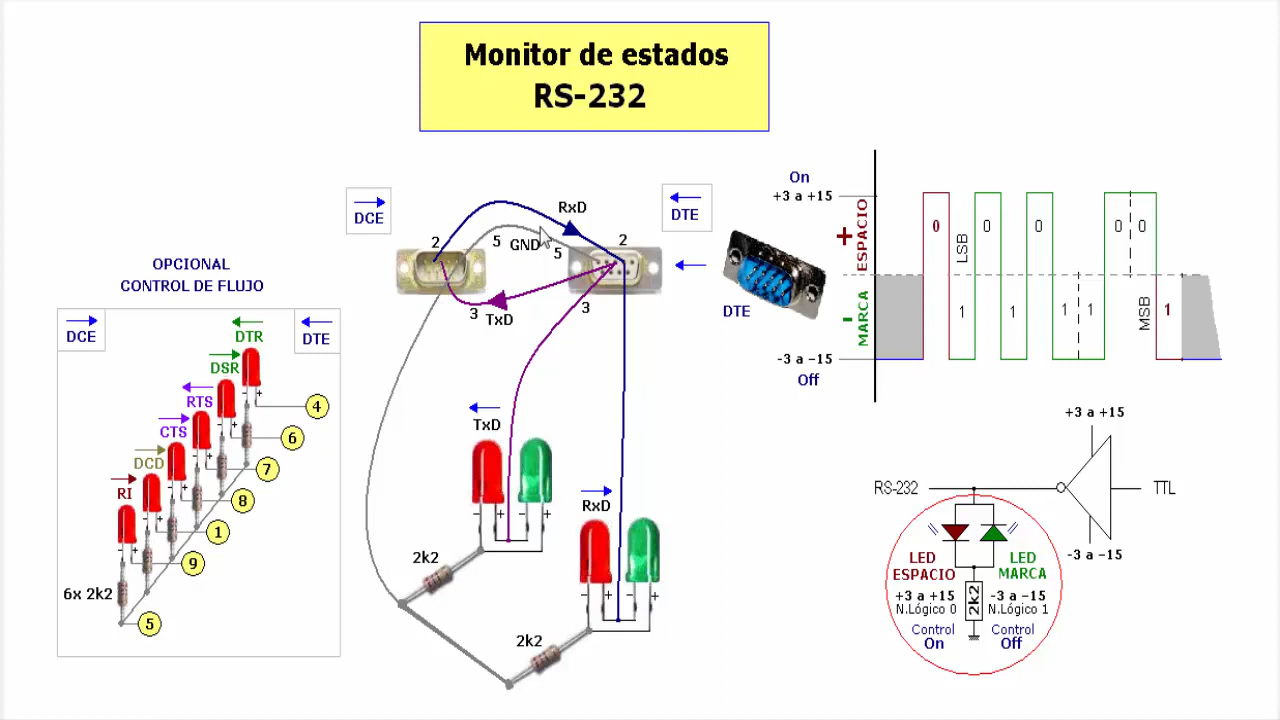 Monitor de estados
RS-232
DCE
RxD
DTE
2
5
GND
5
2
3
TxD
3
DTE
On
+3 a +15
+
ESPACIO
-
MARCA
-3 a -15
Off
0
LSB
0
0
0
0
1
1
1
1
MSB
1
OPCIONAL
CONTROL DE FLUJO
DCE
DTE
DTR
DSR
RTS
CTS
DCD
RI
- +
- +
- +
- +
- +
- +
4
6
7
8
1
9
5
6x 2k2
TxD
- +
- +
2k2
RxD
- +
- +
2k2
+3 a +15
RS-232
TTL
-3 a -15
LED
ESPACIO
+3 a +15
N.Lógico 0
Control
On
2k2
LED
MARCA
-3 a -15
N.Lógico 1
Control
Off